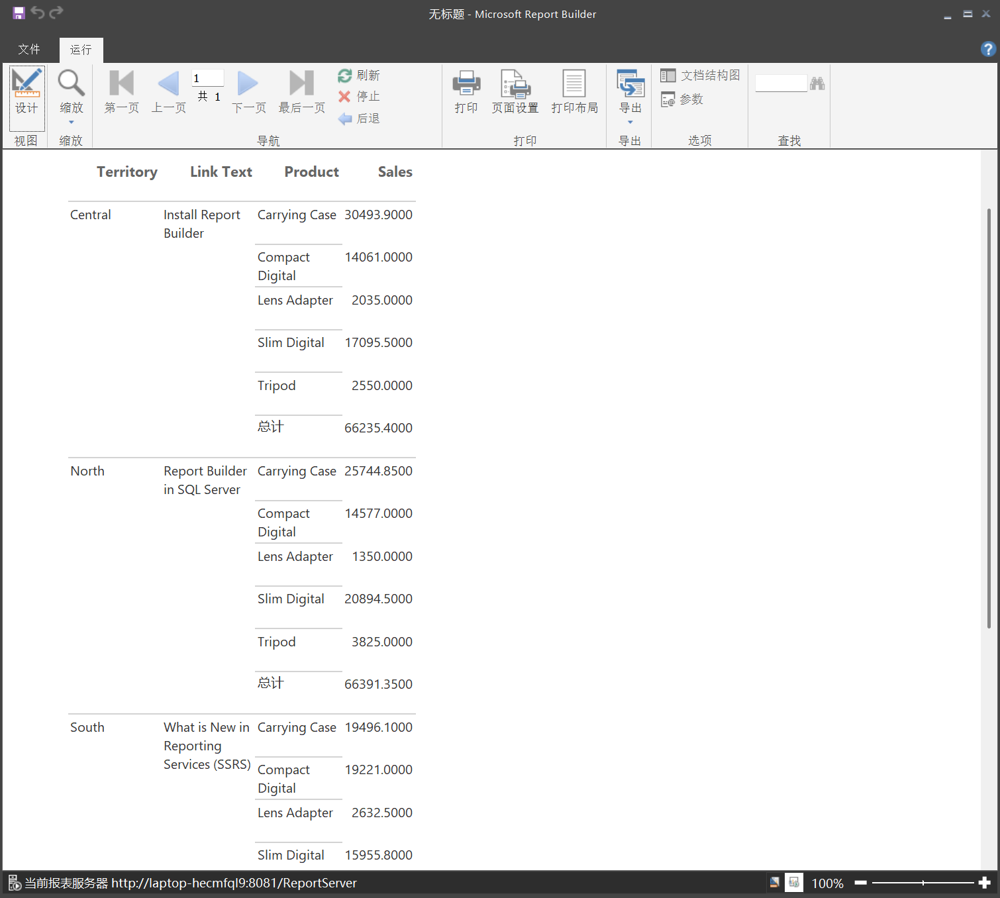 无标题 - Microsoft Report Builder
文件 运行
设计 缩放 第一页 上一页 1 共 1 下一页 最后一页 刷新 停止 后退 打印 页面设置 打印布局 导出 文档结构图 参数
视图 缩放 导航 打印 导出 选项 查找
Territory Link Text Product Sales
Central Install Report Carrying Case 30493.9000
Builder
Compact 14061.0000
Digital
Lens Adapter 2035.0000
Slim Digital 17095.5000
Tripod 2550.0000
总计 66235.4000
North Report Builder Carrying Case 25744.8500
in SQL Server
Compact 14577.0000
Digital
Lens Adapter 1350.0000
Slim Digital 20894.5000
Tripod 3825.0000
总计 66391.3500
South What is New in Carrying Case 19496.1000
Reporting
Services (SSRS) Compact 19221.0000
Digital
Lens Adapter 2632.5000
Slim Digital 15955.8000
当前报表服务器 http://laptop-hecmfql9:8081/ReportServer 100%